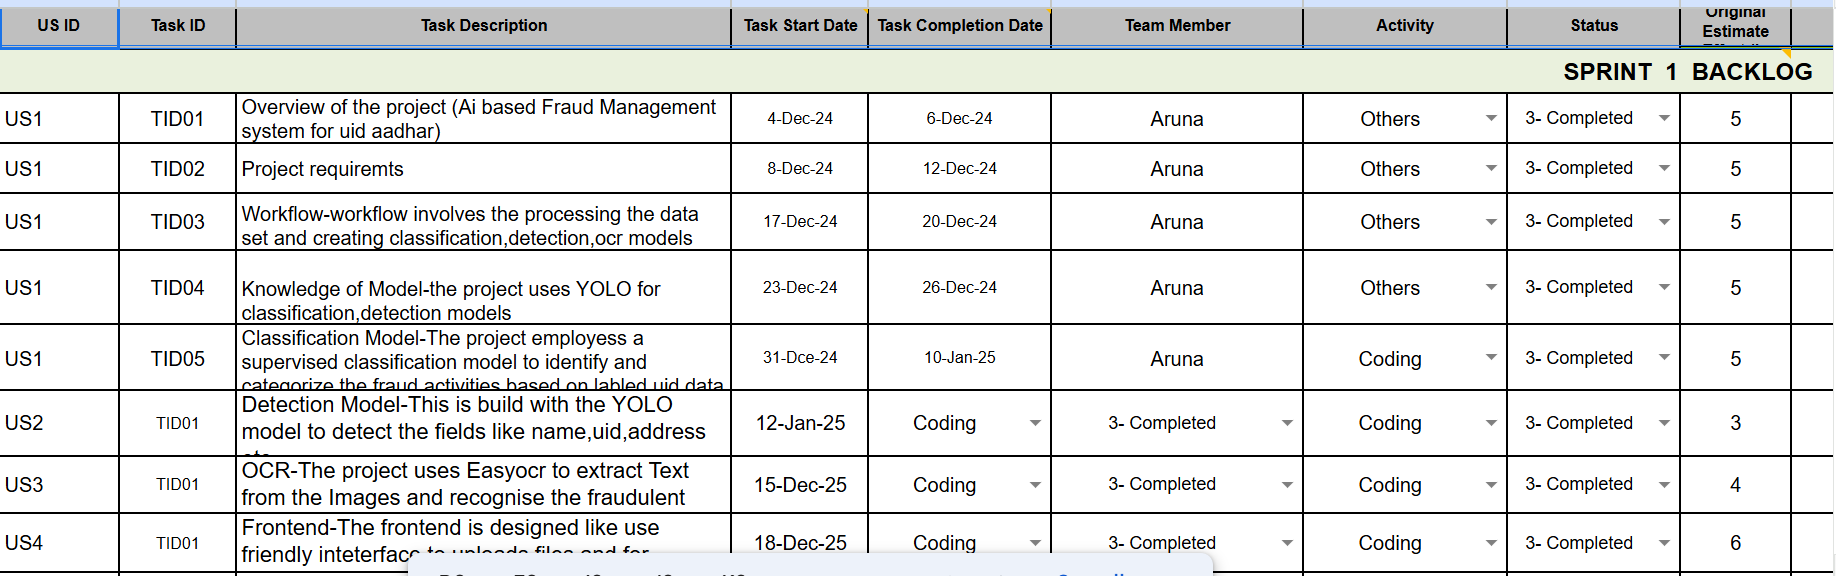 US ID Task ID Task Description Task Start Date Task Completion Date Team Member Activity Status Original Estimate
SPRINT 1 BACKLOG
US1 TID01 Overview of the project (Ai based Fraud Management
system for uid aadhar) 4-Dec-24 6-Dec-24 Aruna Others 3- Completed 5
US1 TID02 Project requiremts 8-Dec-24 12-Dec-24 Aruna Others 3- Completed 5
US1 TID03 Workflow-workflow involves the processing the data
set and creating classification,detection,ocr models 17-Dec-24 20-Dec-24 Aruna Others 3- Completed 5
US1 TID04 Knowledge of Model-the project uses YOLO for
classification,detection models 23-Dec-24 26-Dec-24 Aruna Others 3- Completed 5
US1 TID05 Classification Model-The project employess a
supervised classification model to identify and
categorize the fraud activities based on labled uid data 31-Dce-24 10-Jan-25 Aruna Coding 3- Completed 5
US2 TID01 Detection Model-This is build with the YOLO
model to detect the fields like name,uid,address 12-Jan-25 Coding 3- Completed Coding 3- Completed 3
US3 TID01 OCR-The project uses Easyocr to extract Text
from the Images and recognise the fraudulent 15-Dec-25 Coding 3- Completed Coding 3- Completed 4
US4 TID01 Frontend-The frontend is designed like use
friendly inteterface to uploads files and for 18-Dec-25 Coding 3- Completed Coding 3- Completed 6